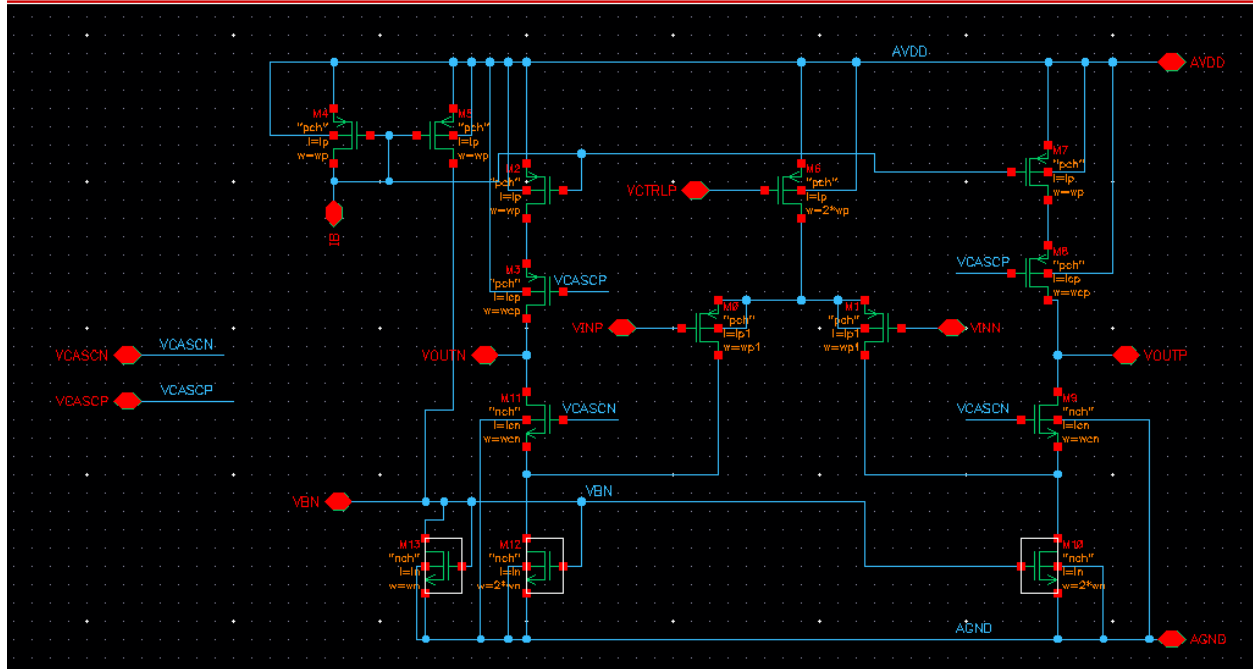 AVDD
AVDD
M4
"pch"
l=lp
w=wp
M5
"pch"
l=lp
w=wp
IB
M2
"pch"
l=lp
w=wp
VCTRLP
M6
"pch"
l=lp
w=2*wp
M7
"pch"
l=lp
w=wp
M3
"pch"
l=lcp
w=wcp
VCASCP
VCASCP
M8
"pch"
l=lcp
w=wcp
VINP
M0
"pch"
l=lp1
w=wp1
M1
"pch"
l=lp1
w=wp1
VINN
VCASCN
VCASCN
VOUTN
VOUTP
VCASCP
VCASCP
M11
"nch"
l=lcn
w=wcn
VCASCN
VCASCN
M9
"nch"
l=lcn
w=wcn
VBN
VBN
M13
"nch"
l=ln
w=wn
M12
"nch"
l=ln
w=2*wn
M10
"nch"
l=ln
w=2*wn
AGND
AGND